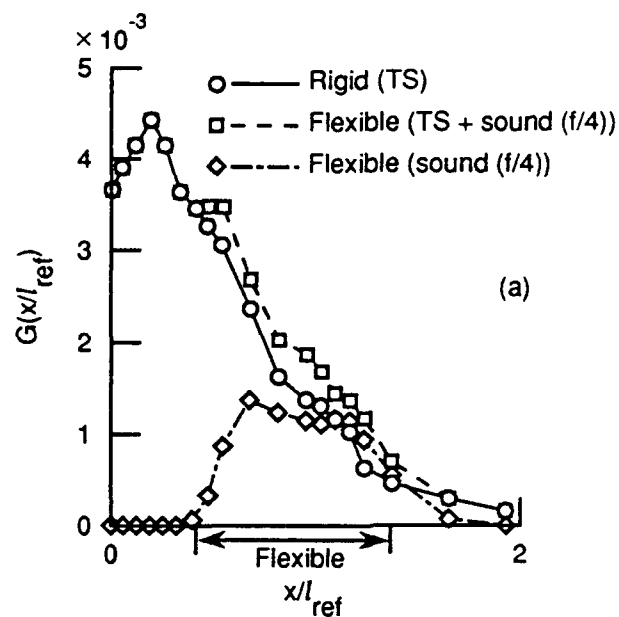 × 10⁻³
5
4
3
2
1
0
G(x/l_ref)
Rigid (TS)
Flexible (TS + sound (f/4))
Flexible (sound (f/4))
(a)
0
Flexible
2
x/l_ref